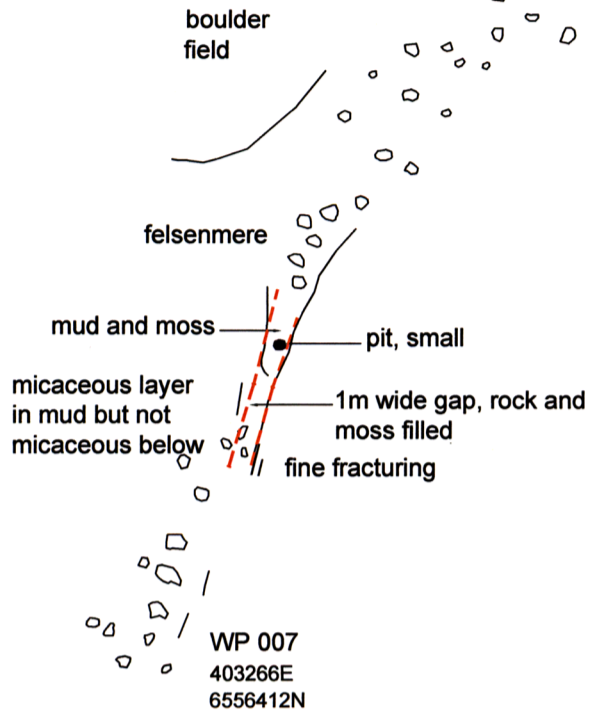 boulder
field
felsenmere
mud and moss
pit, small
micaceous layer
in mud but not
micaceous below
1m wide gap, rock and
moss filled
fine fracturing
WP 007
403266E
6556412N